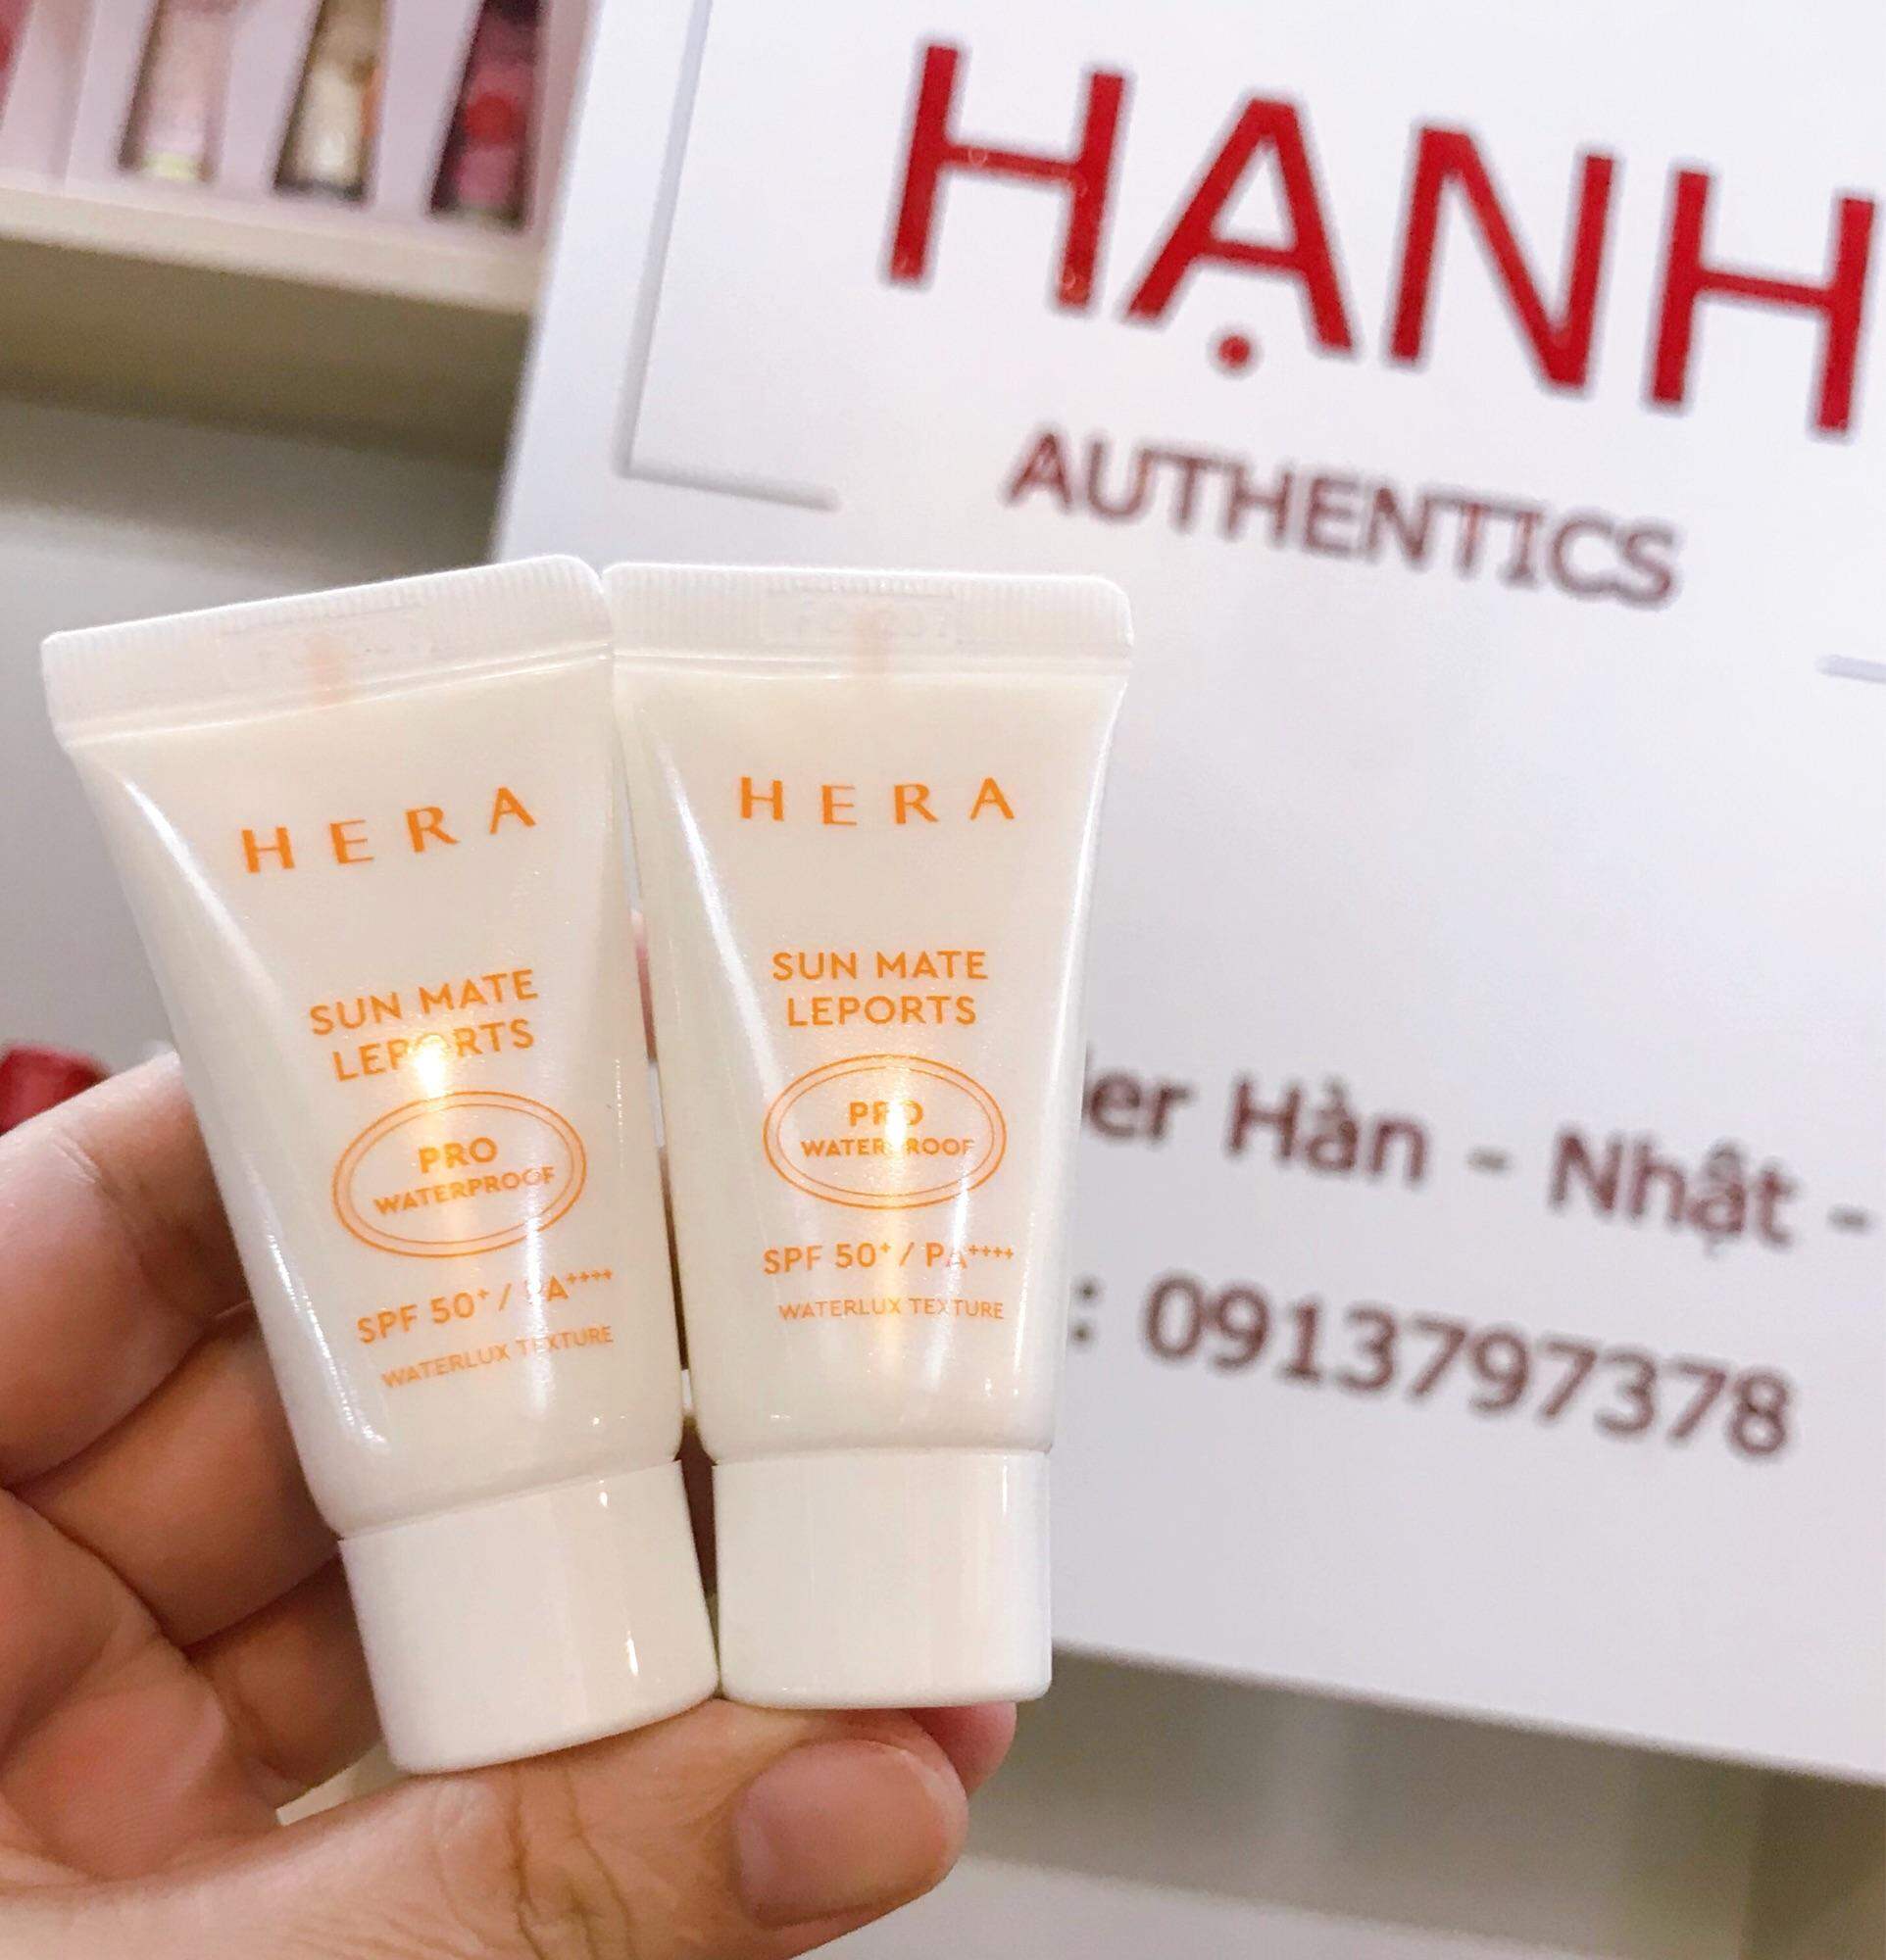 HẠNH
AUTHENTICS
er Hàn - Nhật -
: 0913797378
HERA
SUN MATE
LEPORTS
PRO
WATERPROOF
SPF 50+ / PA++++
WATERLUX TEXTURE
HERA
SUN MATE
LEPORTS
PRO
WATERPROOF
SPF 50+ / PA++++
WATERLUX TEXTURE